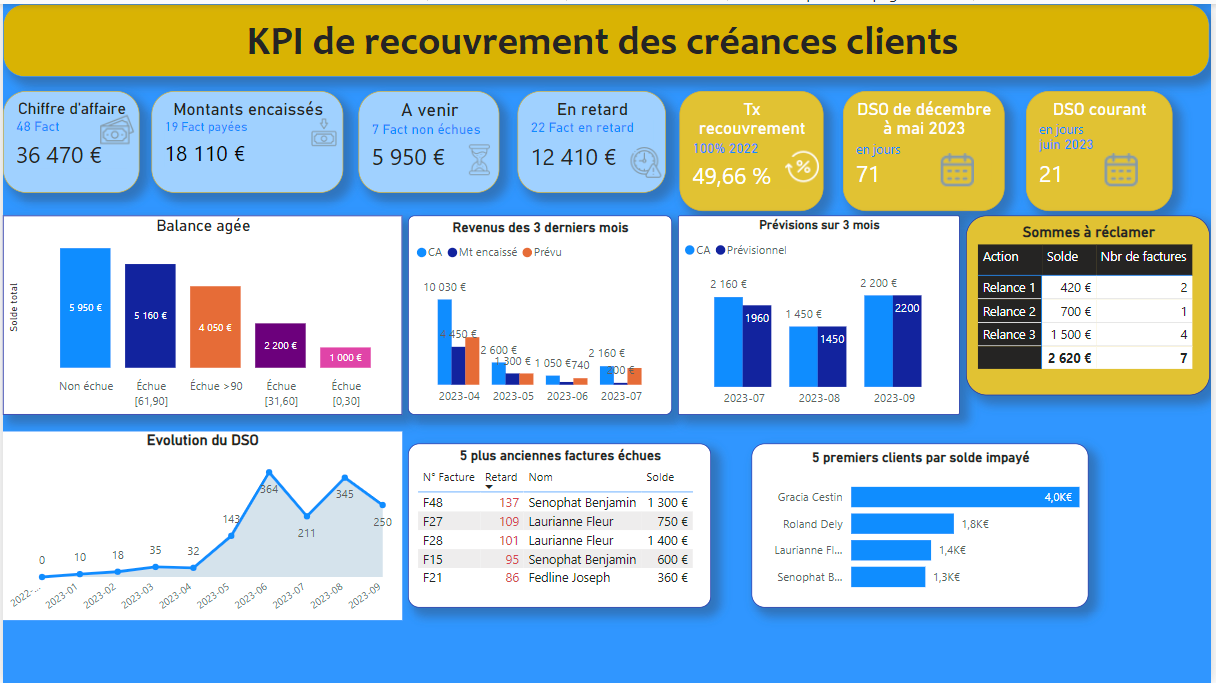 KPI de recouvrement des créances clients
Chiffre d'affaire
48 Fact
36 470 €
Montants encaissés
19 Fact payées
18 110 €
A venir
7 Fact non échues
5 950 €
En retard
22 Fact en retard
12 410 €
Tx
recouvrement
100% 2022
49,66 %
DSO de décembre
à mai 2023
en jours
71
DSO courant
en jours
juin 2023
21
Balance agée
Solde total
5 950 €
5 160 €
4 050 €
2 200 €
1 000 €
Non échue
Échue
[61,90]
Échue >90
Échue
[31,60]
Échue
[0,30]
Revenus des 3 derniers mois
CA Mt encaissé Prévu
10 030 €
4 450 €
2 600 €
1 300 €
1 050 €
740
2 160 €
200 €
2023-04 2023-05 2023-06 2023-07
Prévisions sur 3 mois
CA Prévisionnel
2 160 €
1960
1 450 €
1450
2 200 €
2200
2023-07 2023-08 2023-09
Sommes à réclamer
Action Solde Nbr de factures
Relance 1 420 € 2
Relance 2 700 € 1
Relance 3 1 500 € 4
2 620 € 7
Evolution du DSO
0 10 18 35 32 143 364 211 345 250
2022-... 2023-01 2023-02 2023-03 2023-04 2023-05 2023-06 2023-07 2023-08 2023-09
5 plus anciennes factures échues
N° Facture Retard Nom Solde
F48 137 Senophat Benjamin 1 300 €
F27 109 Laurianne Fleur 750 €
F28 101 Laurianne Fleur 1 400 €
F15 95 Senophat Benjamin 600 €
F21 86 Fedline Joseph 360 €
5 premiers clients par solde impayé
Gracia Cestin 4,0K€
Roland Dely 1,8K€
Laurianne Fl... 1,4K€
Senophat B... 1,3K€